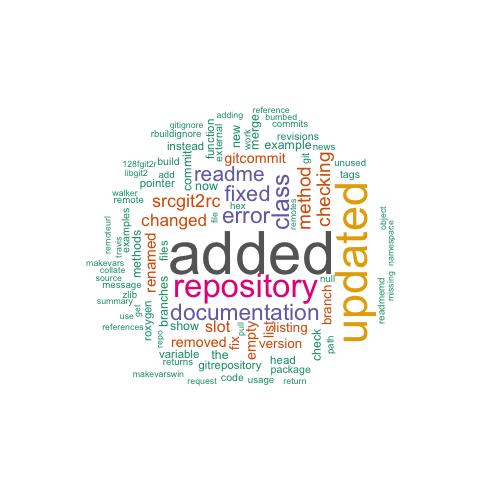 reference
adding
bumbed
gitignore
commits
rbuildignore
function
external
new
work
merge
revisions
instead
example
news
128fgit2r
build
commit
gitcommit
git
unused
libgit2
add
readme
method
checking
tags
pointer
now
fixed
class
walker
srcgit2rc
hex
remote
examples
changed
file
error
remotes
updated
object
remoteurl
travis
methods
renamed
added
namespace
makevars
files
missing
collate
source
branches
repository
null
branch
readmemd
message
zlib
summary
get
documentation
use
roxygen
show
slot
pull
list
listing
references
repo
removed
fix
empty
version
check
path
variable
the
head
returns
gitrepository
package
makevarswin
request
code
usage
return